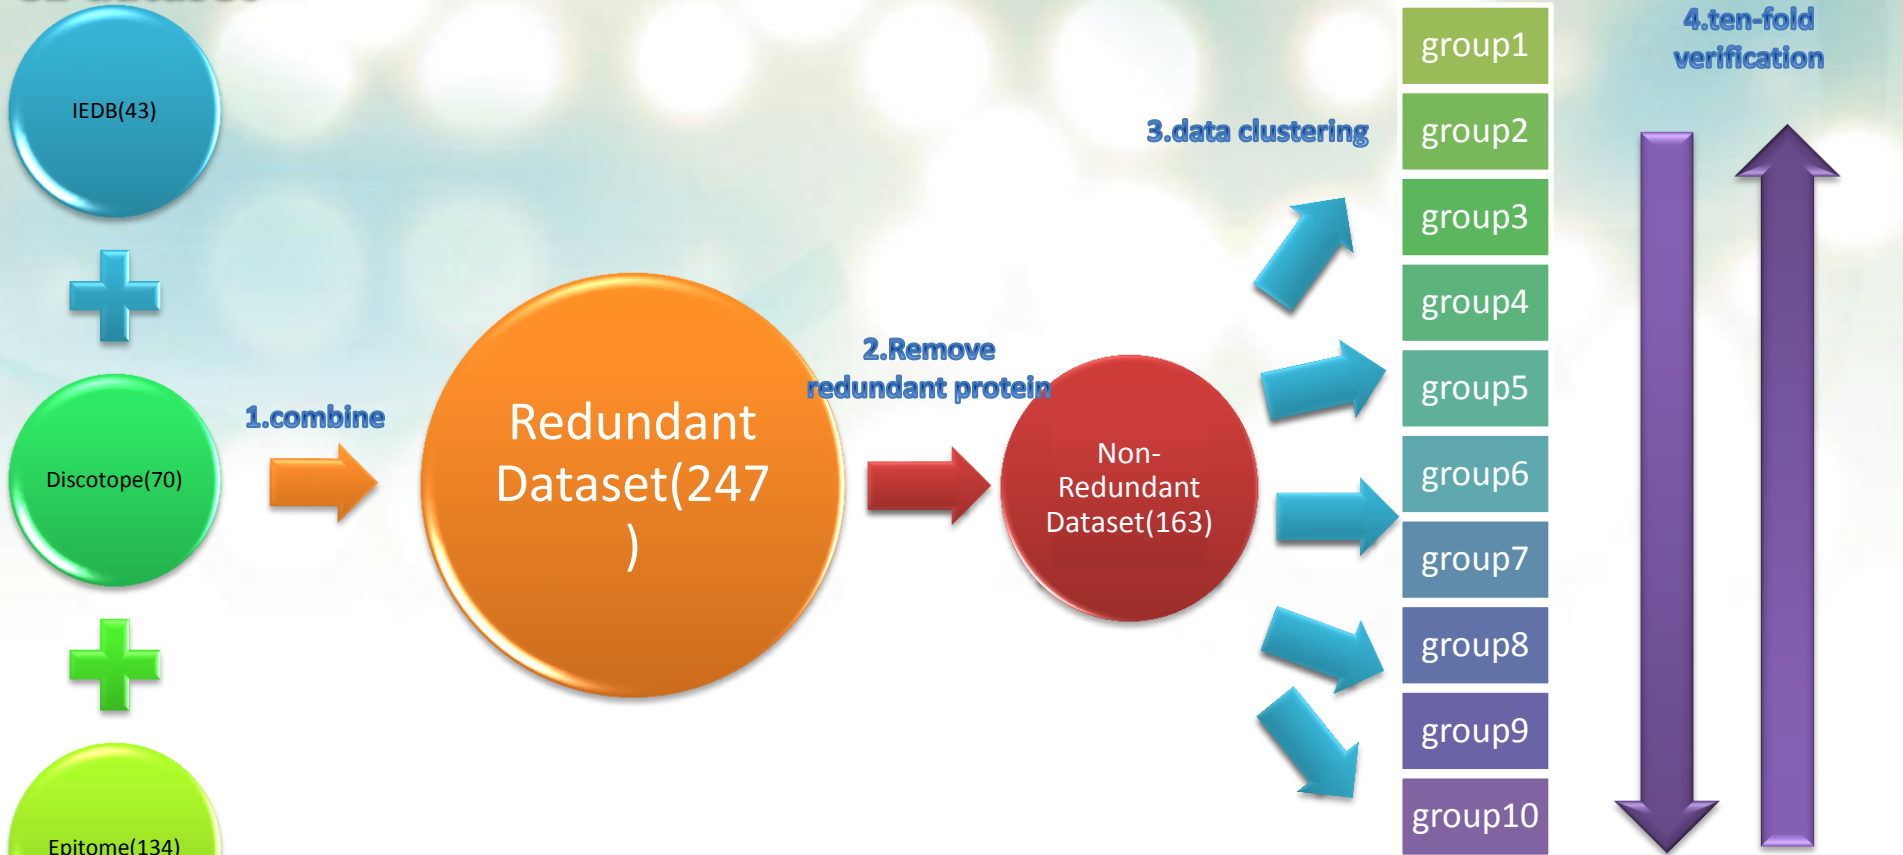 IEDB(43)
Discotope(70)
Epitome(134)
1.combine
Redundant
Dataset(247
)
2.Remove
redundant protein
Non-
Redundant
Dataset(163)
3.data clustering
group1
group2
group3
group4
group5
group6
group7
group8
group9
group10
4.ten-fold
verification